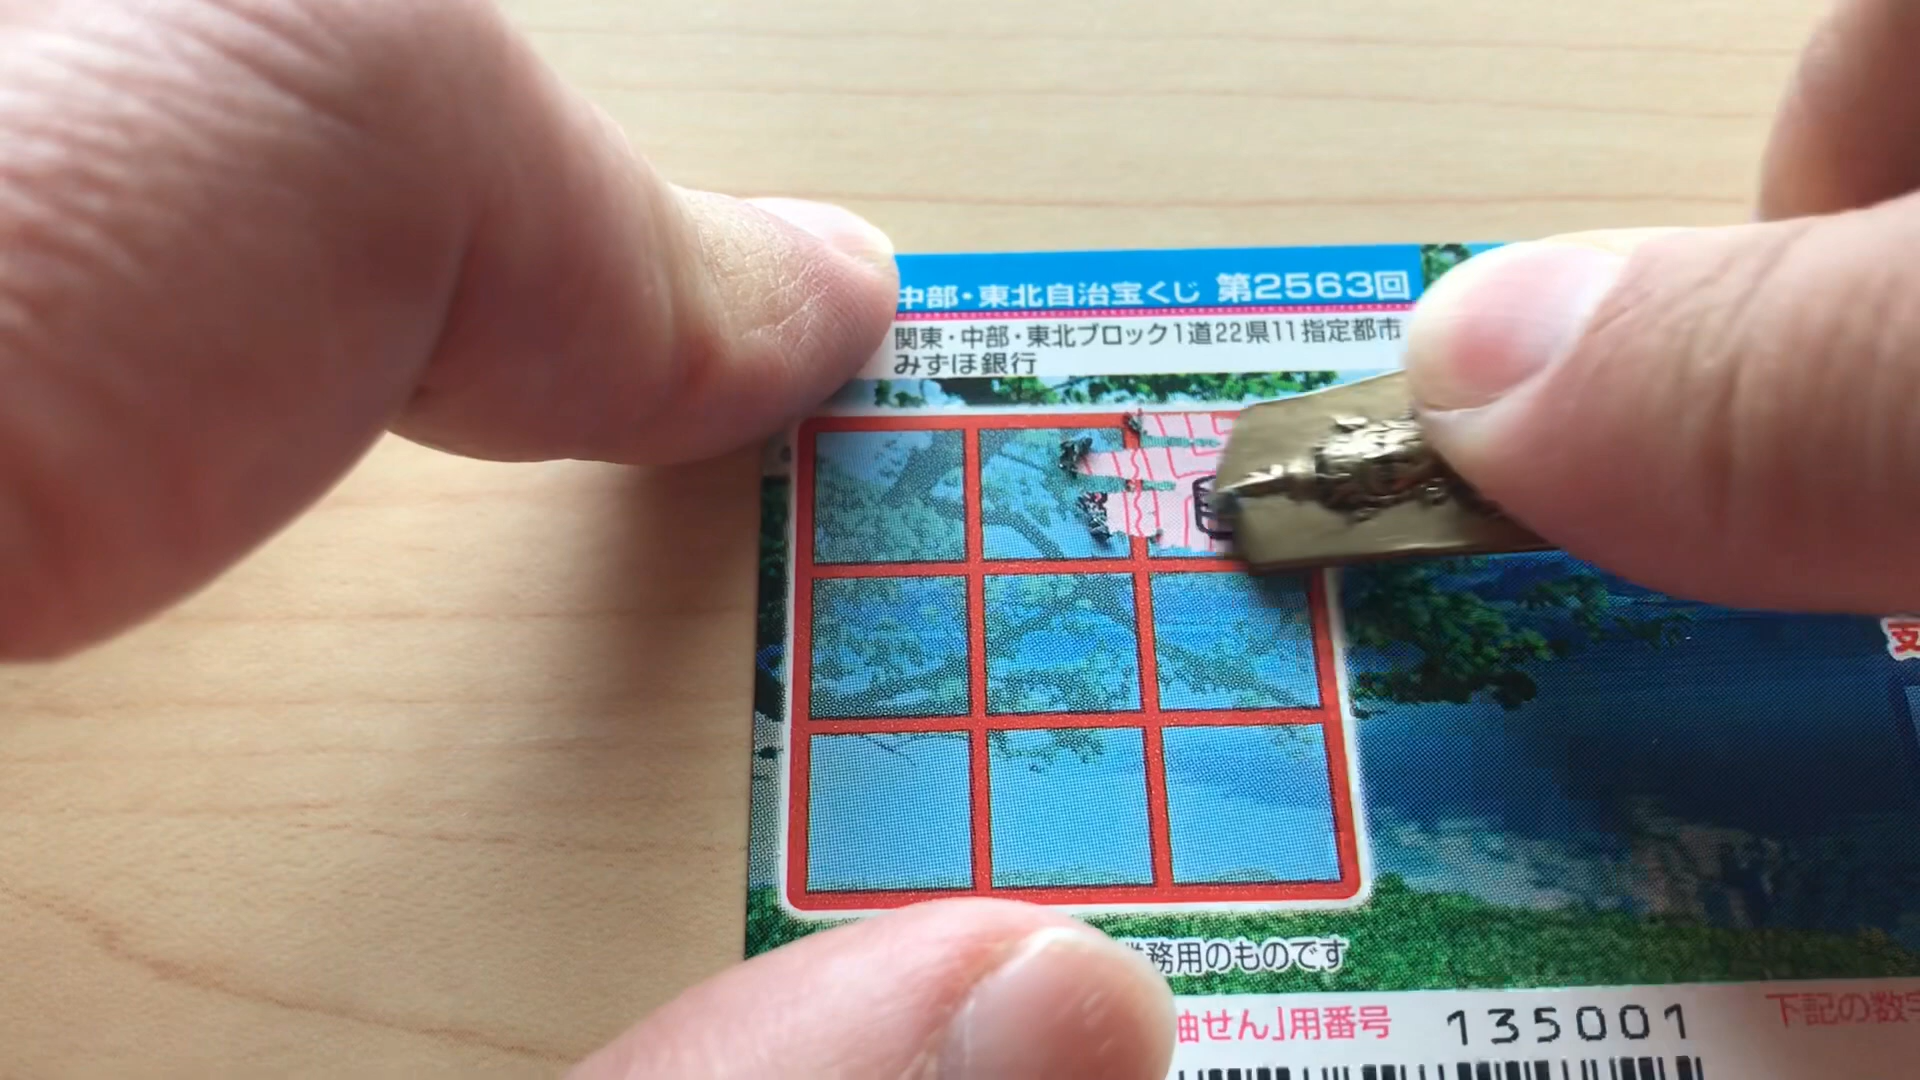 中部・東北自治宝くじ 第2563回
関東・中部・東北ブロック1道22県11指定都市
みずほ銀行
支
務用のものです
抽せん」用番号 135001
下記の数字